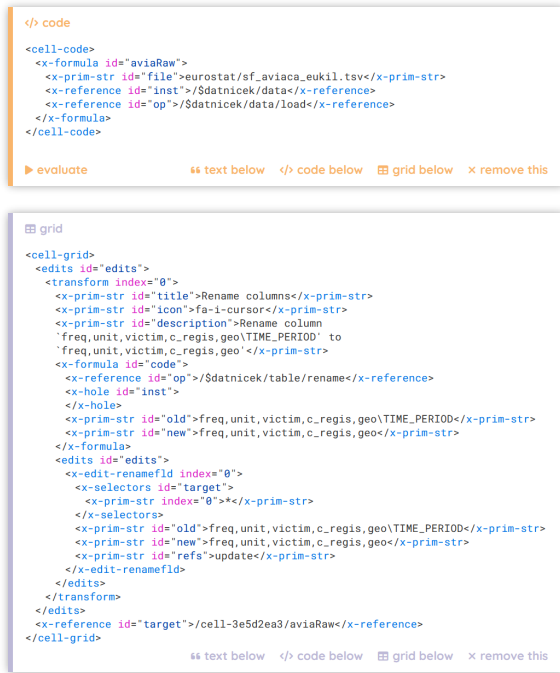 </> code
<cell-code>
<x-formula id="aviaRaw">
<x-prim-str id="file">eurostat/sf_aviaca_eukil.tsv</x-prim-str>
<x-reference id="inst">/$datnicek/data</x-reference>
<x-reference id="op">/$datnicek/data/load</x-reference>
</x-formula>
</cell-code>
evaluate text below </> code below grid below × remove this
grid
<cell-grid>
<edits id="edits">
<transform index="0">
<x-prim-str id="title">Rename columns</x-prim-str>
<x-prim-str id="icon">fa-i-cursor</x-prim-str>
<x-prim-str id="description">Rename column
`freq,unit,victim,c_regis,geo\TIME_PERIOD' to
`freq,unit,victim,c_regis,geo'</x-prim-str>
<x-formula id="code">
<x-reference id="op">/$datnicek/table/rename</x-reference>
<x-hole id="inst">
</x-hole>
<x-prim-str id="old">freq,unit,victim,c_regis,geo\TIME_PERIOD</x-prim-str>
<x-prim-str id="new">freq,unit,victim,c_regis,geo</x-prim-str>
</x-formula>
<edits id="edits">
<x-edit-renamefld index="0">
<x-selectors id="target">
<x-prim-str index="0">*</x-prim-str>
</x-selectors>
<x-prim-str id="old">freq,unit,victim,c_regis,geo\TIME_PERIOD</x-prim-str>
<x-prim-str id="new">freq,unit,victim,c_regis,geo</x-prim-str>
<x-prim-str id="refs">update</x-prim-str>
</x-edit-renamefld>
</edits>
</transform>
</edits>
<x-reference id="target">/cell-3e5d2ea3/aviaRaw</x-reference>
</cell-grid>
text below </> code below grid below × remove this